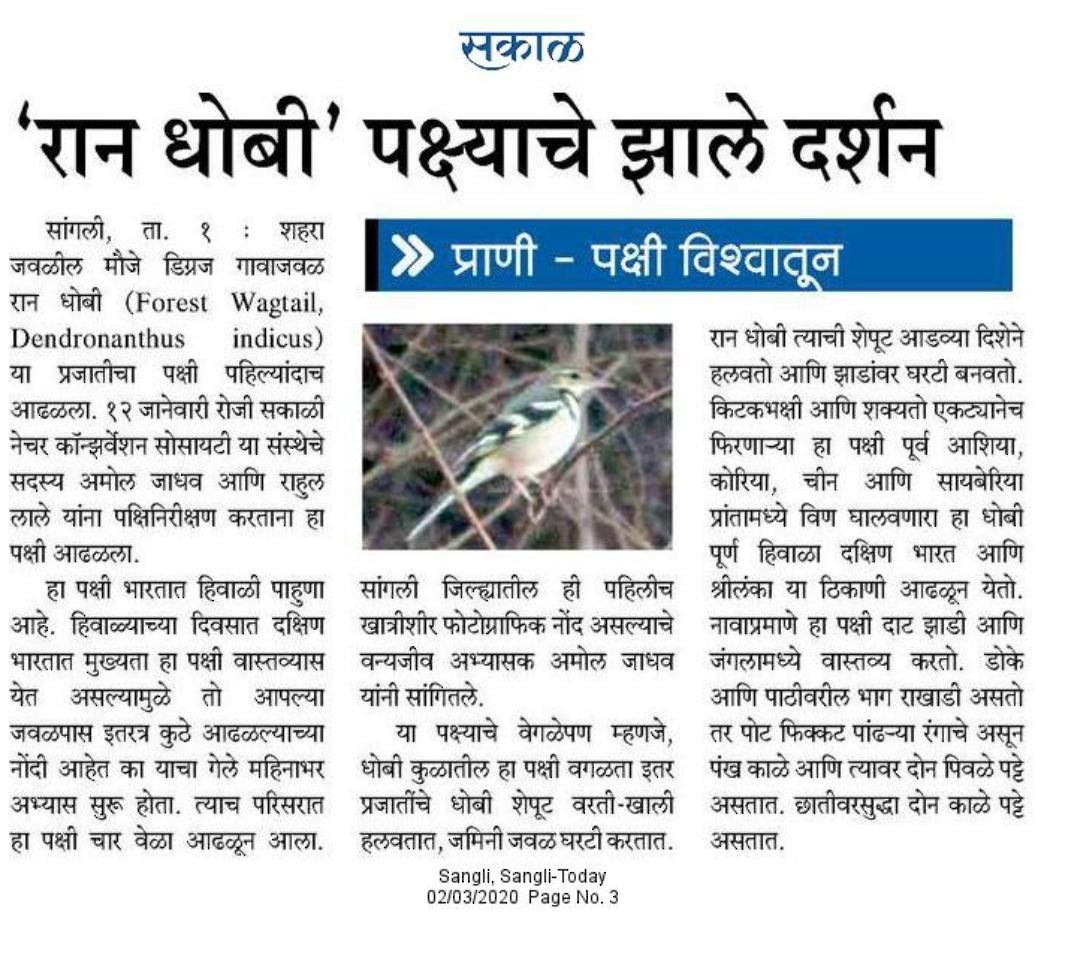 सकाळ
‘रान धोबी’ पक्ष्याचे झाले दर्शन
सांगली, ता. १ : शहरा
जवळील मौजे डिग्रज गावाजवळ
रान धोबी (Forest Wagtail,
Dendronanthus indicus)
या प्रजातीचा पक्षी पहिल्यांदाच
आढळला. १२ जानेवारी रोजी सकाळी
नेचर कॉन्झर्वेशन सोसायटी या संस्थेचे
सदस्य अमोल जाधव आणि राहुल
लाले यांना पक्षिनिरीक्षण करताना हा
पक्षी आढळला.
हा पक्षी भारतात हिवाळी पाहुणा
आहे. हिवाळ्याच्या दिवसात दक्षिण
भारतात मुख्यता हा पक्षी वास्तव्यास
येत असल्यामुळे तो आपल्या
जवळपास इतरत्र कुठे आढळल्याच्या
नोंदी आहेत का याचा गेले महिनाभर
अभ्यास सुरू होता. त्याच परिसरात
हा पक्षी चार वेळा आढळून आला.
» प्राणी - पक्षी विश्वातून
सांगली जिल्ह्यातील ही पहिलीच
खात्रीशीर फोटोग्राफिक नोंद असल्याचे
वन्यजीव अभ्यासक अमोल जाधव
यांनी सांगितले.
या पक्ष्याचे वेगळेपण म्हणजे,
धोबी कुळातील हा पक्षी वगळता इतर
प्रजातींचे धोबी शेपूट वरती-खाली
हलवतात, जमिनी जवळ घरटी करतात.
रान धोबी त्याची शेपूट आडव्या दिशेने
हलवतो आणि झाडांवर घरटी बनवतो.
किटकभक्षी आणि शक्यतो एकट्यानेच
फिरणाऱ्या हा पक्षी पूर्व आशिया,
कोरिया, चीन आणि सायबेरिया
प्रांतामध्ये विण घालवणारा हा धोबी
पूर्ण हिवाळा दक्षिण भारत आणि
श्रीलंका या ठिकाणी आढळून येतो.
नावाप्रमाणे हा पक्षी दाट झाडी आणि
जंगलामध्ये वास्तव्य करतो. डोके
आणि पाठीवरील भाग राखाडी असतो
तर पोट फिक्कट पांढऱ्या रंगाचे असून
पंख काळे आणि त्यावर दोन पिवळे पट्टे
असतात. छातीवरसुद्धा दोन काळे पट्टे
असतात.
Sangli, Sangli-Today
02/03/2020 Page No. 3